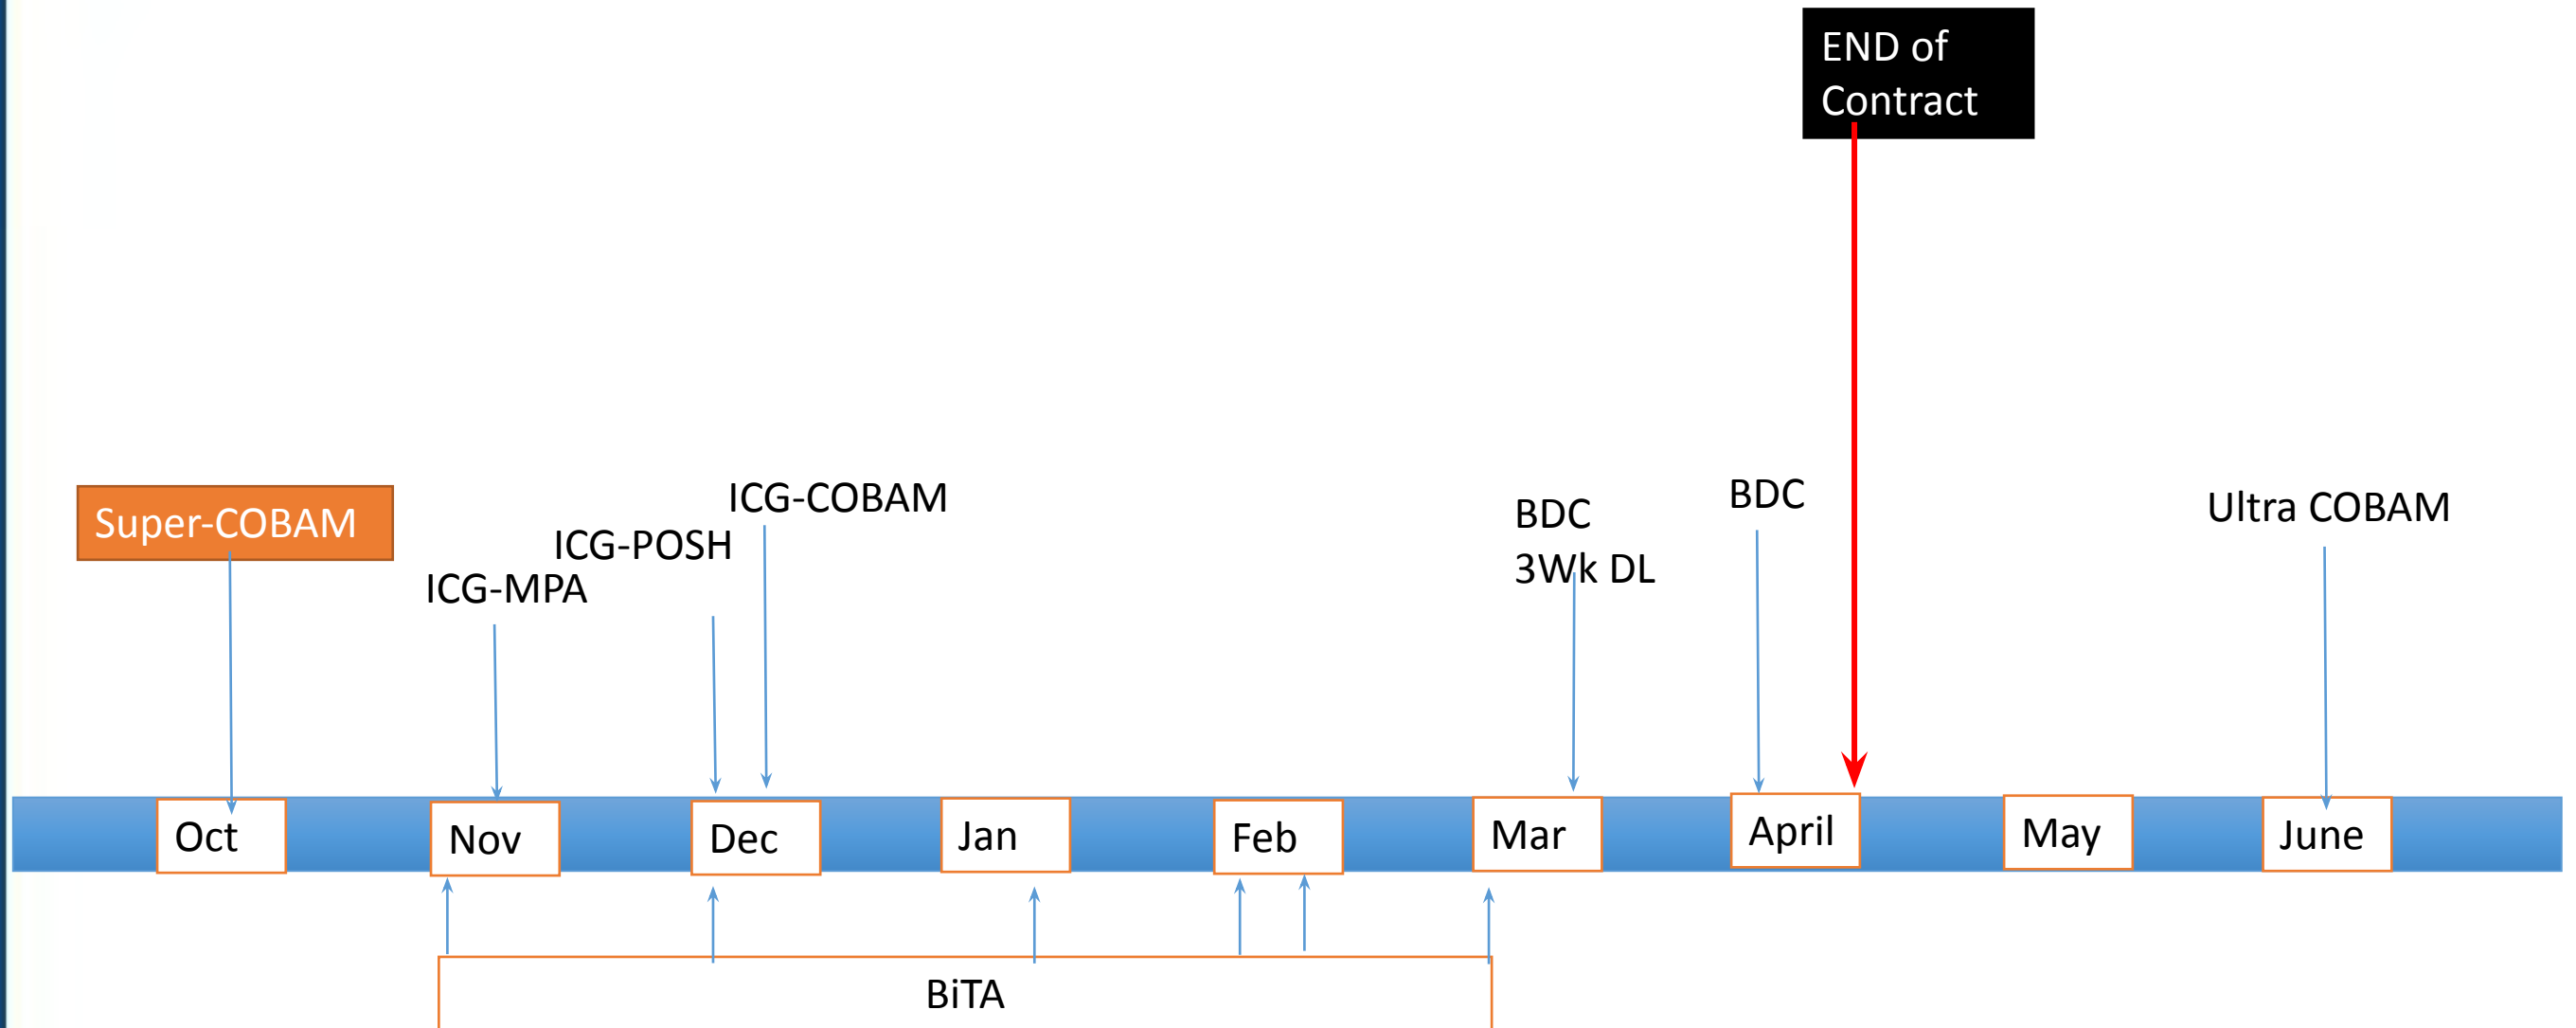 END of
Contract
Super-COBAM
ICG-MPA
ICG-POSH
ICG-COBAM
BDC
3Wk DL
BDC
Ultra COBAM
Oct
Nov
Dec
Jan
Feb
Mar
April
May
June
BiTA